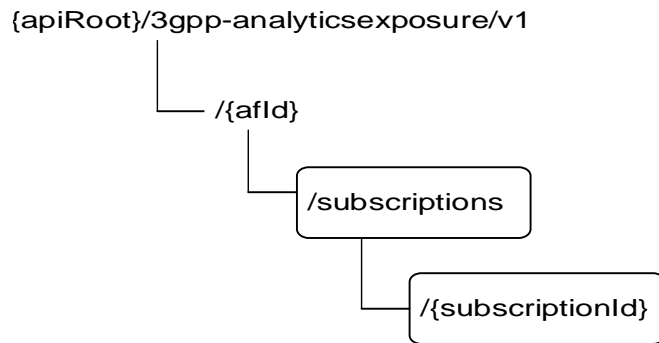 {apiRoot}/3gpp-analyticsexposure/v1
/{afId}
/subscriptions
/{subscriptionId}